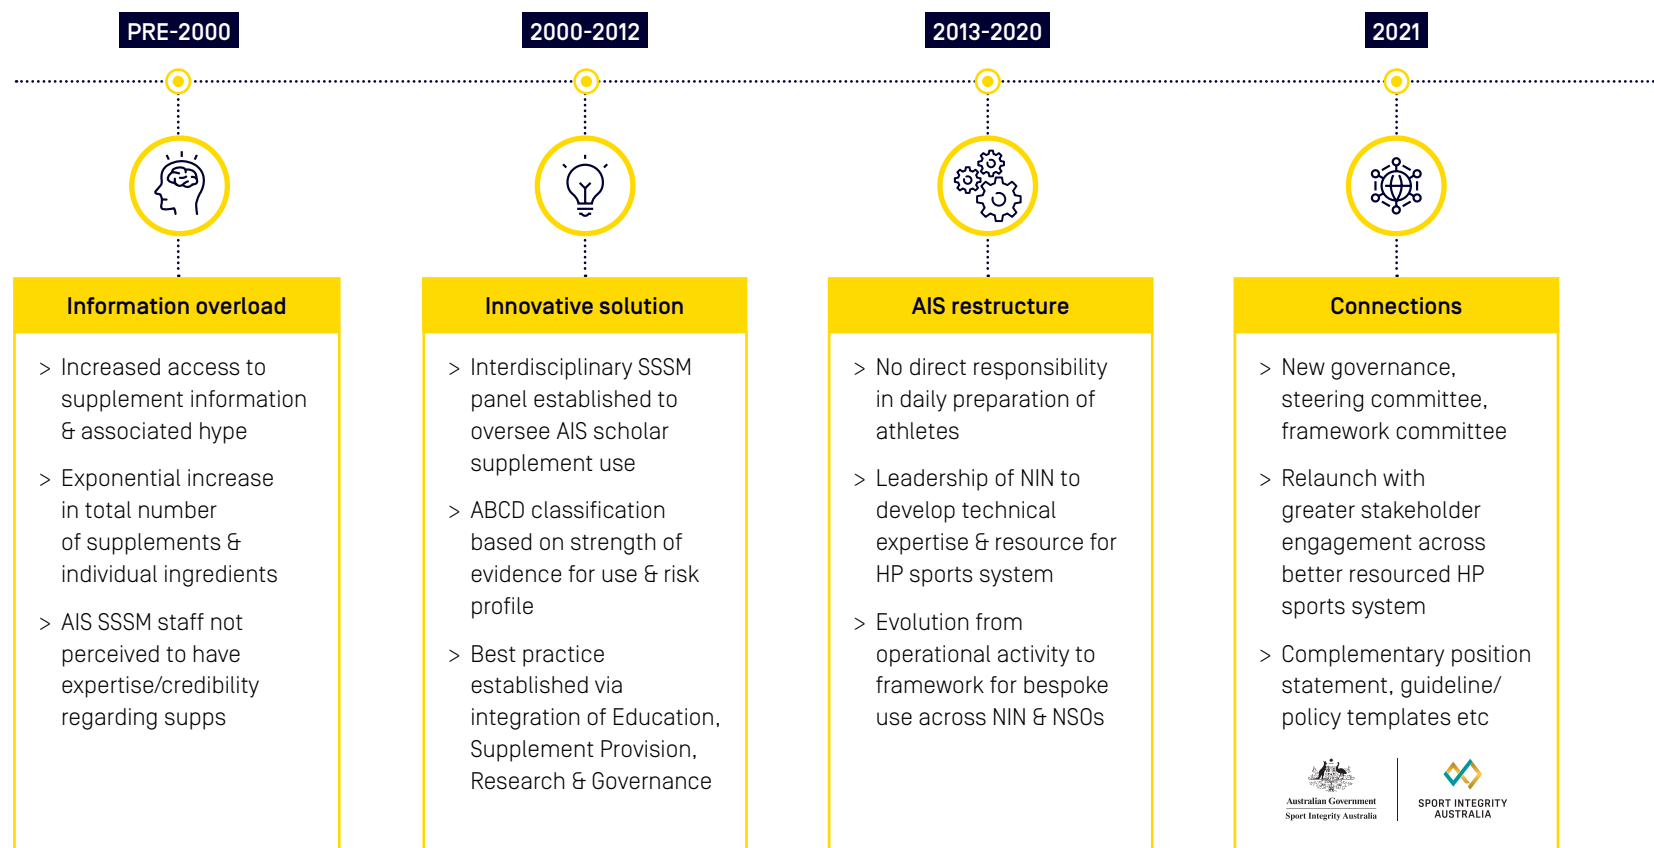 PRE-2000
2000-2012
2013-2020
2021
Information overload
> Increased access to
supplement information
& associated hype
> Exponential increase
in total number
of supplements &
individual ingredients
> AIS SSSM staff not
perceived to have
expertise/credibility
regarding supps
Innovative solution
> Interdisciplinary SSSM
panel established to
oversee AIS scholar
supplement use
> ABCD classification
based on strength of
evidence for use & risk
profile
> Best practice
established via
integration of Education,
Supplement Provision,
Research & Governance
AIS restructure
> No direct responsibility
in daily preparation of
athletes
> Leadership of NIN to
develop technical
expertise & resource for
HP sports system
> Evolution from
operational activity to
framework for bespoke
use across NIN & NSOs
Connections
> New governance,
steering committee,
framework committee
> Relaunch with
greater stakeholder
engagement across
better resourced HP
sports system
> Complementary position
statement, guideline/
policy templates etc
Australian Government
Sport Integrity Australia
SPORT INTEGRITY
AUSTRALIA